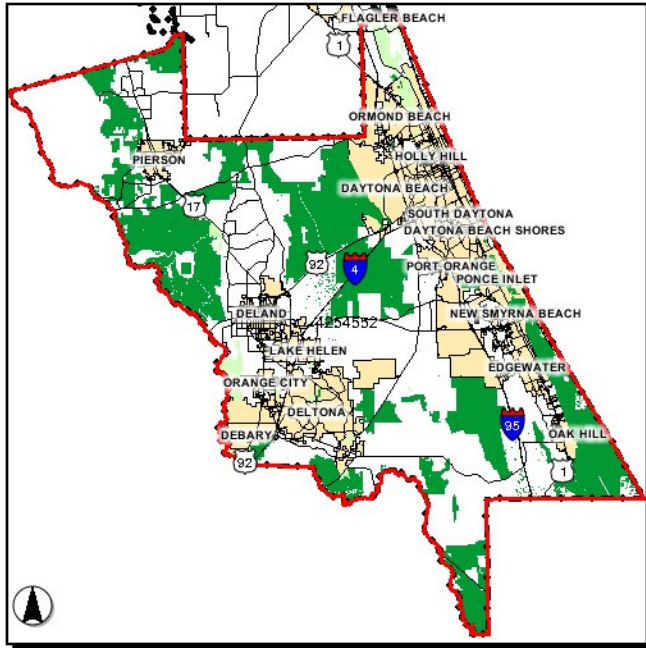 FLAGLER BEACH
1
ORMOND BEACH
HOLLY HILL
PIERSON
DAYTONA BEACH
17
SOUTH DAYTONA
DAYTONA BEACH SHORES
92
4
PORT ORANGE
PONCE INLET
DELAND
4254552
NEW SMYRNA BEACH
LAKE HELEN
EDGEWATER
ORANGE CITY
DELTONA
95
DEBARY
OAK HILL
92
1